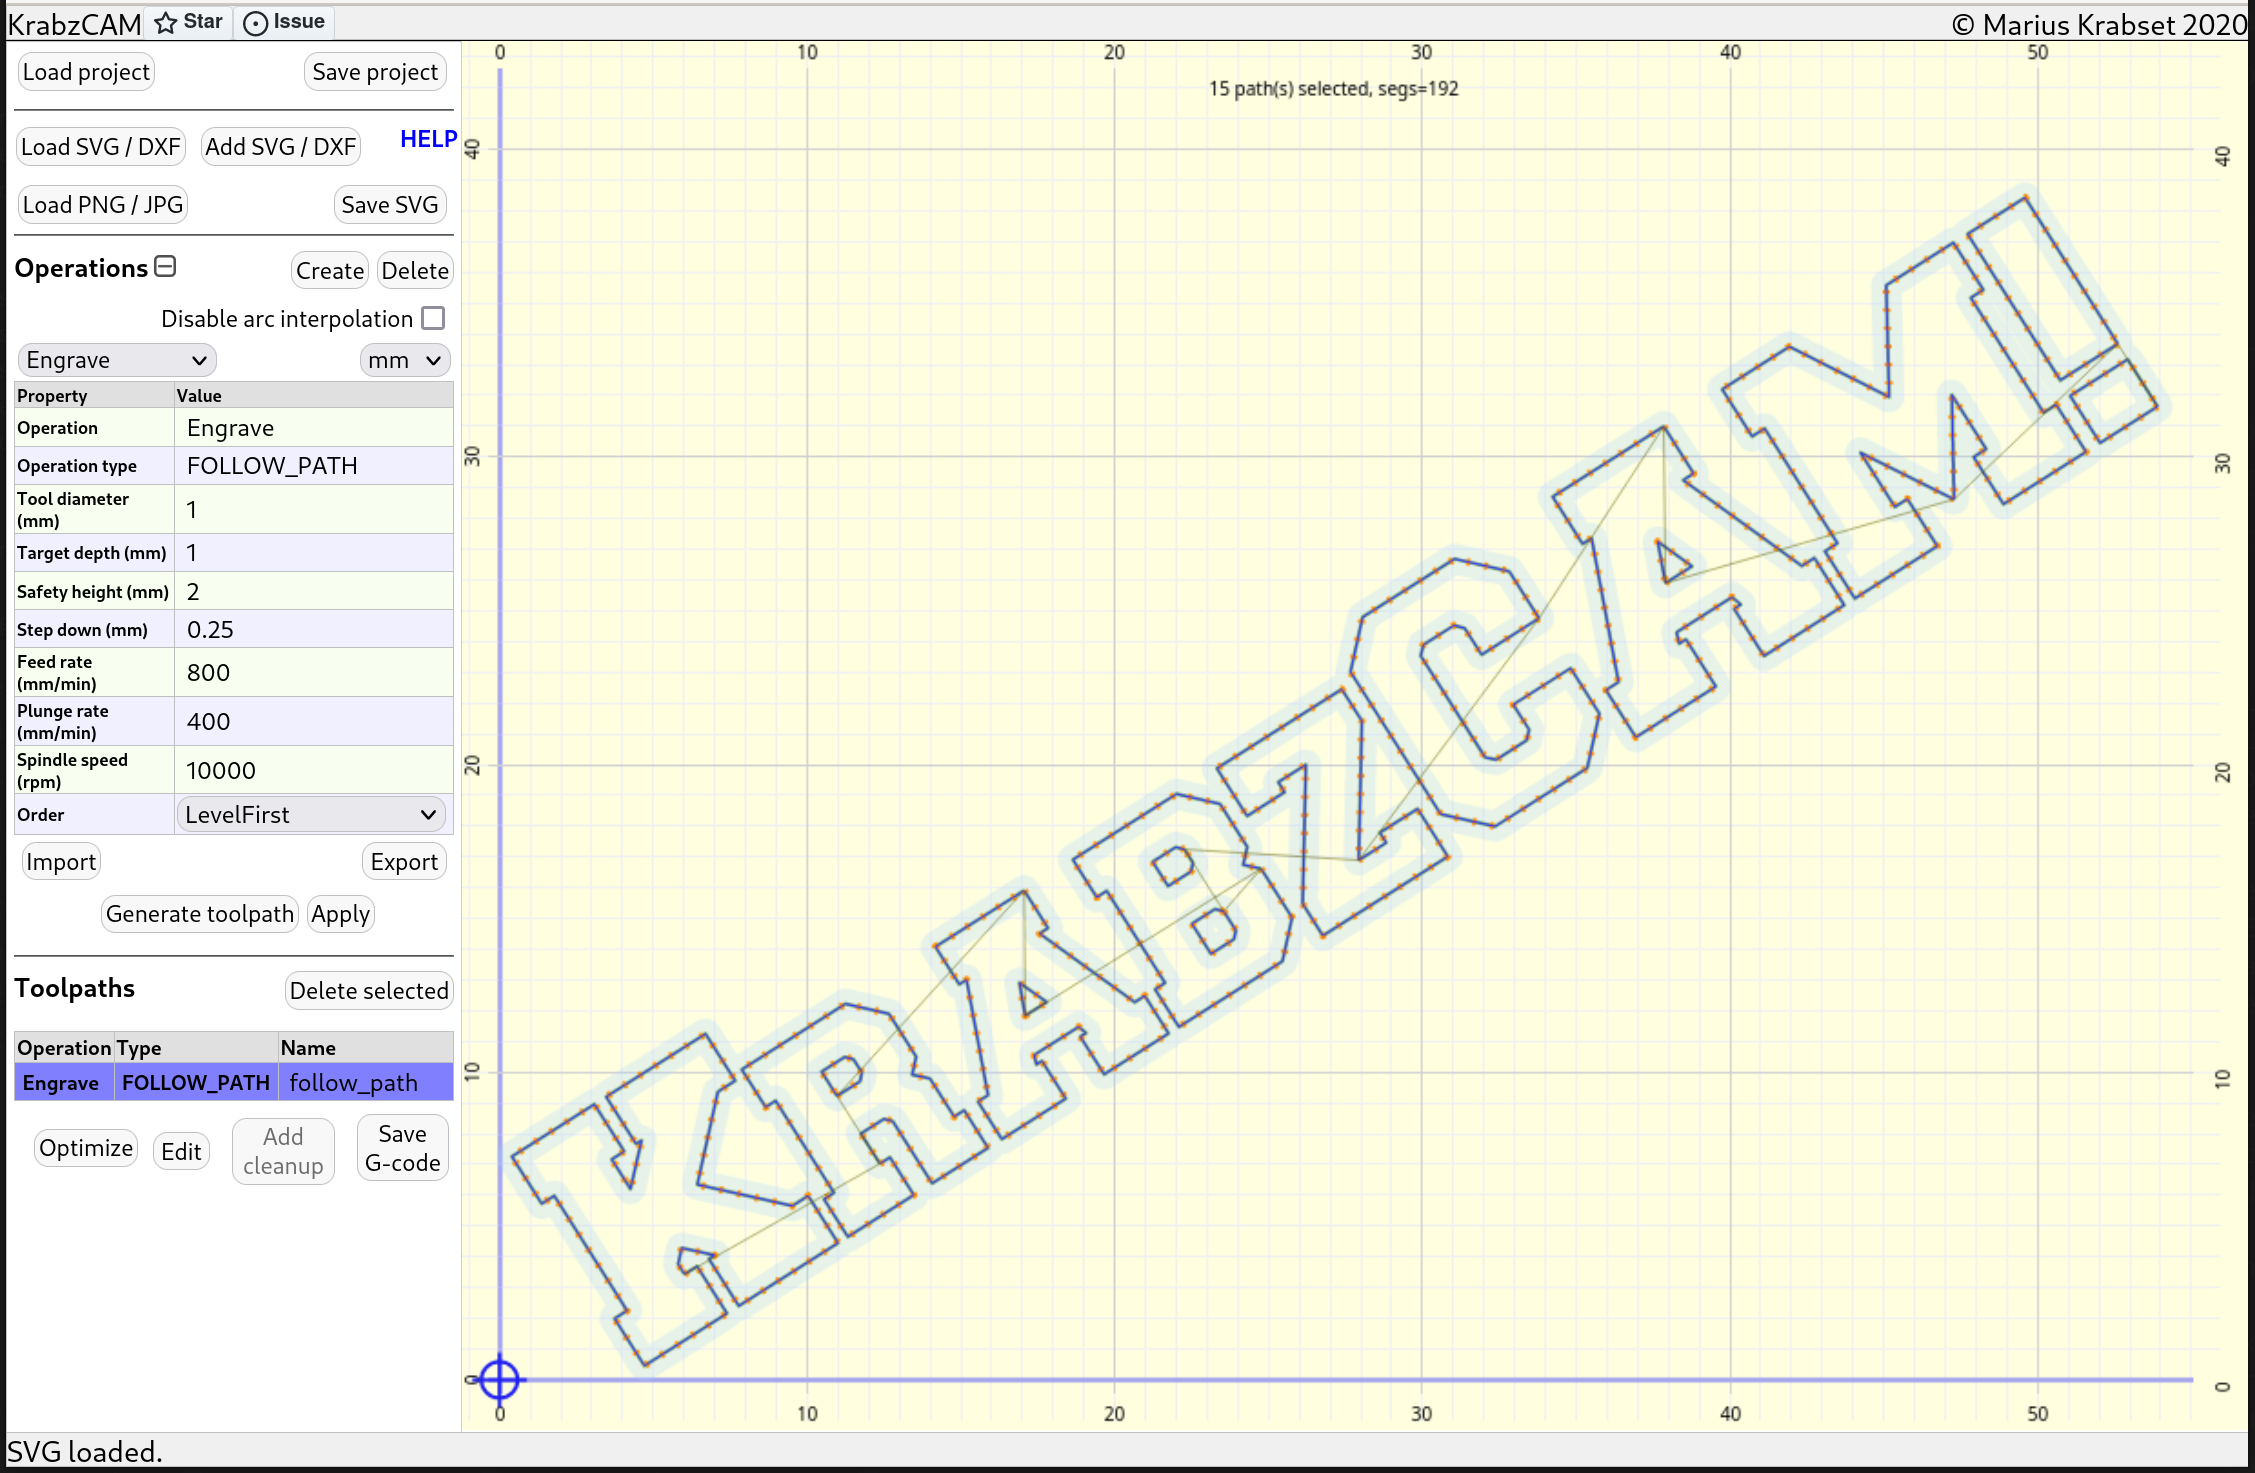 KrabzCAM Star Issue © Marius Krabset 2020
Load project Save project
Load SVG / DXF Add SVG / DXF HELP
Load PNG / JPG Save SVG
Operations Create Delete
Disable arc interpolation
Engrave mm
Property Value
Operation Engrave
Operation type FOLLOW_PATH
Tool diameter (mm) 1
Target depth (mm) 1
Safety height (mm) 2
Step down (mm) 0.25
Feed rate (mm/min) 800
Plunge rate (mm/min) 400
Spindle speed (rpm) 10000
Order LevelFirst
Import Export
Generate toolpath Apply
Toolpaths Delete selected
Operation Type Name
Engrave FOLLOW_PATH follow_path
Optimize Edit Add cleanup Save G-code
0 10 20 30 40 50
15 path(s) selected, segs=192
40 40
30 30
20 20
10 10
0 0
KRABZCAM!
0 10 20 30 40 50
SVG loaded.